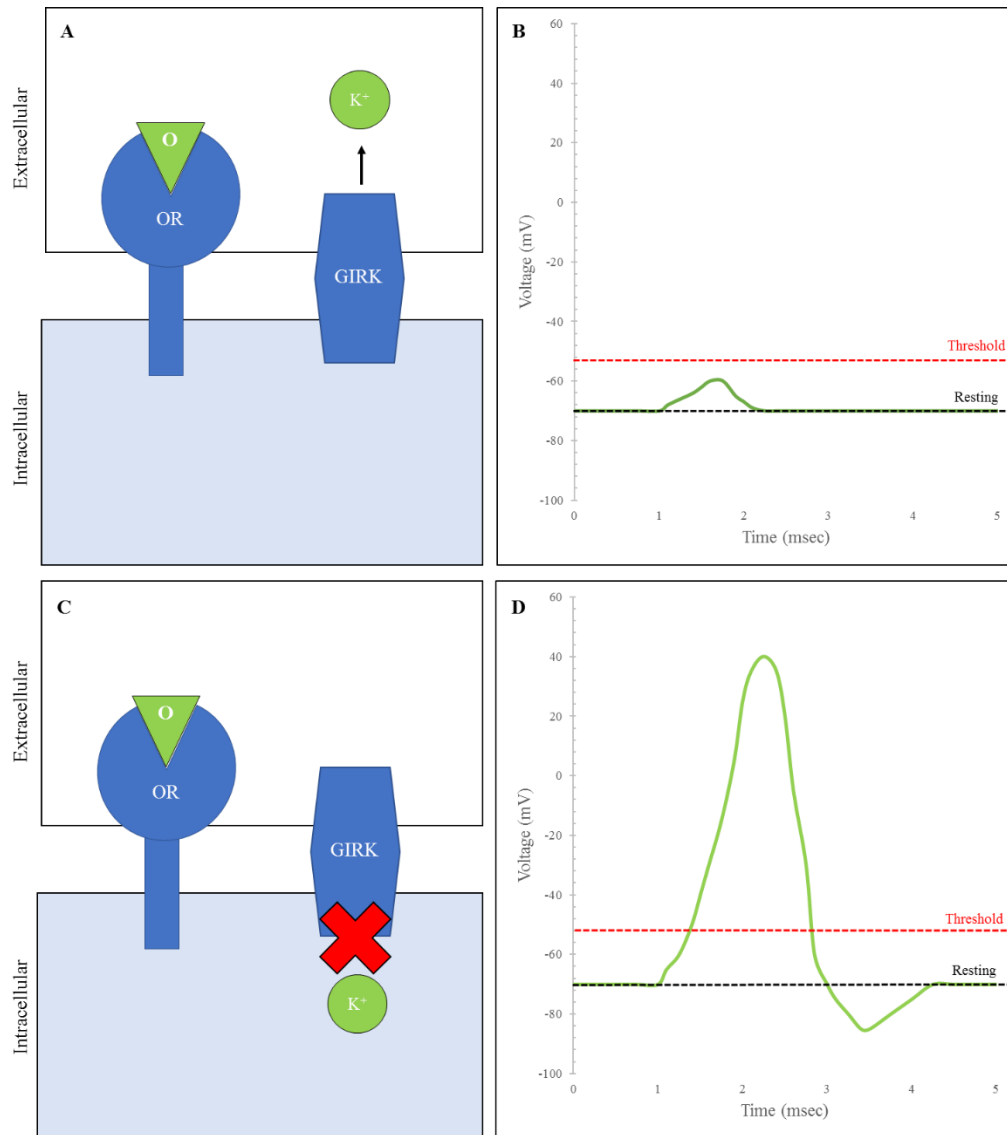 A
Extracellular
O
OR
K⁺
GIRK
Intracellular
B
Voltage (mV)
60
40
20
0
-20
-40
-60
-80
-100
Threshold
Resting
0 1 2 3 4 5
Time (msec)
C
Extracellular
O
OR
GIRK
K⁺
Intracellular
D
Voltage (mV)
60
40
20
0
-20
-40
-60
-80
-100
Threshold
Resting
0 1 2 3 4 5
Time (msec)